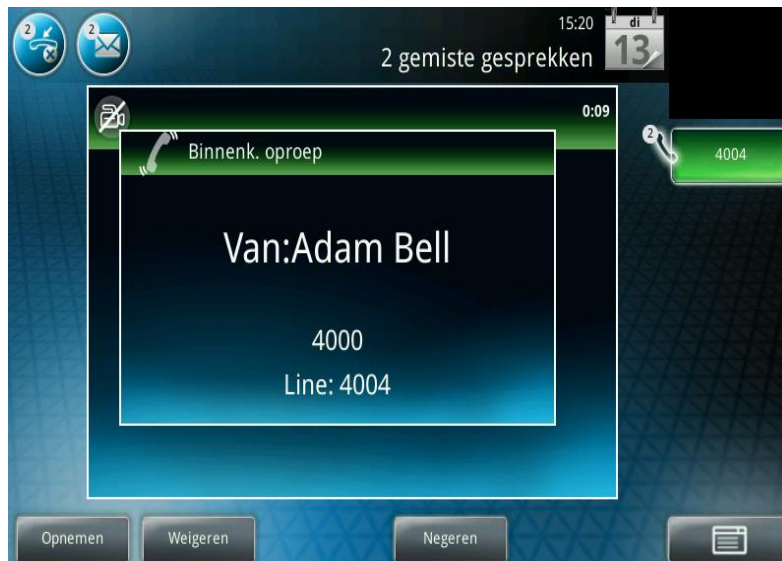 2
2
15:20
di
2 gemiste gesprekken
13
0:09
2
4004
Binnenk. oproep
Van:Adam Bell
4000
Line: 4004
Opnemen
Weigeren
Negeren